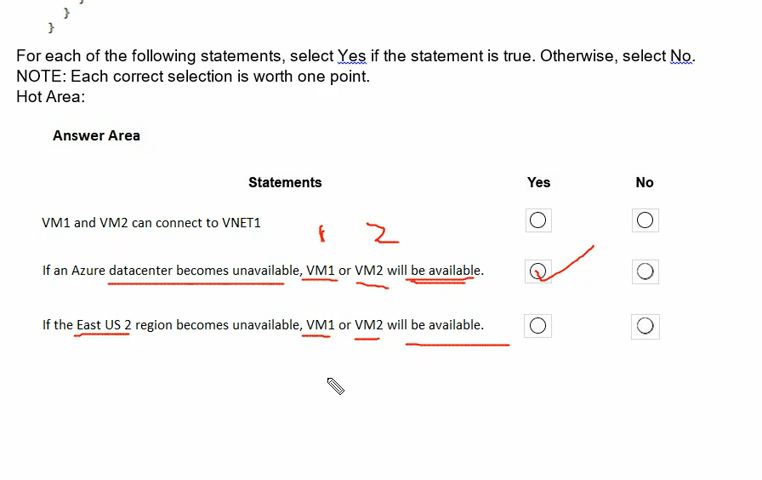 }
}
For each of the following statements, select Yes if the statement is true. Otherwise, select No.
NOTE: Each correct selection is worth one point.
Hot Area:
Answer Area
Statements Yes No
VM1 and VM2 can connect to VNET1
1 2
If an Azure datacenter becomes unavailable, VM1 or VM2 will be available.
If the East US 2 region becomes unavailable, VM1 or VM2 will be available.